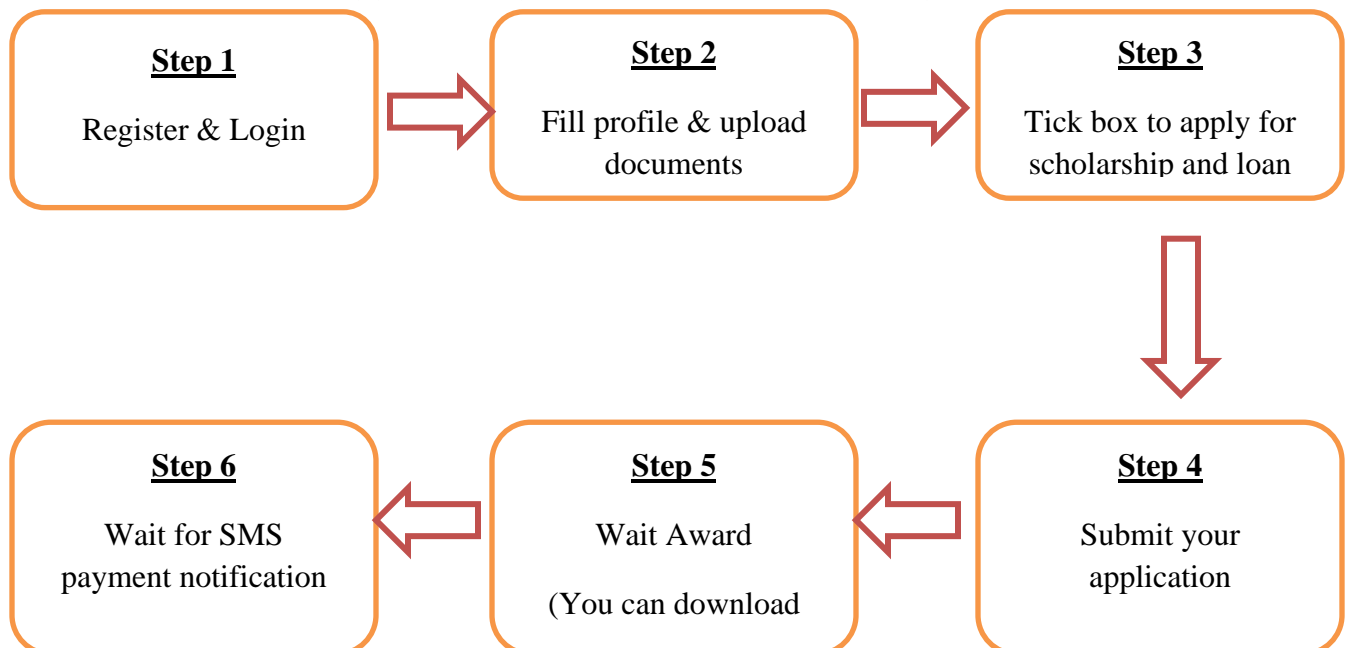 Step 1
Register & Login
Step 2
Fill profile & upload
documents
Step 3
Tick box to apply for
scholarship and loan
Step 4
Submit your
application
Step 5
Wait Award
(You can download
Step 6
Wait for SMS
payment notification